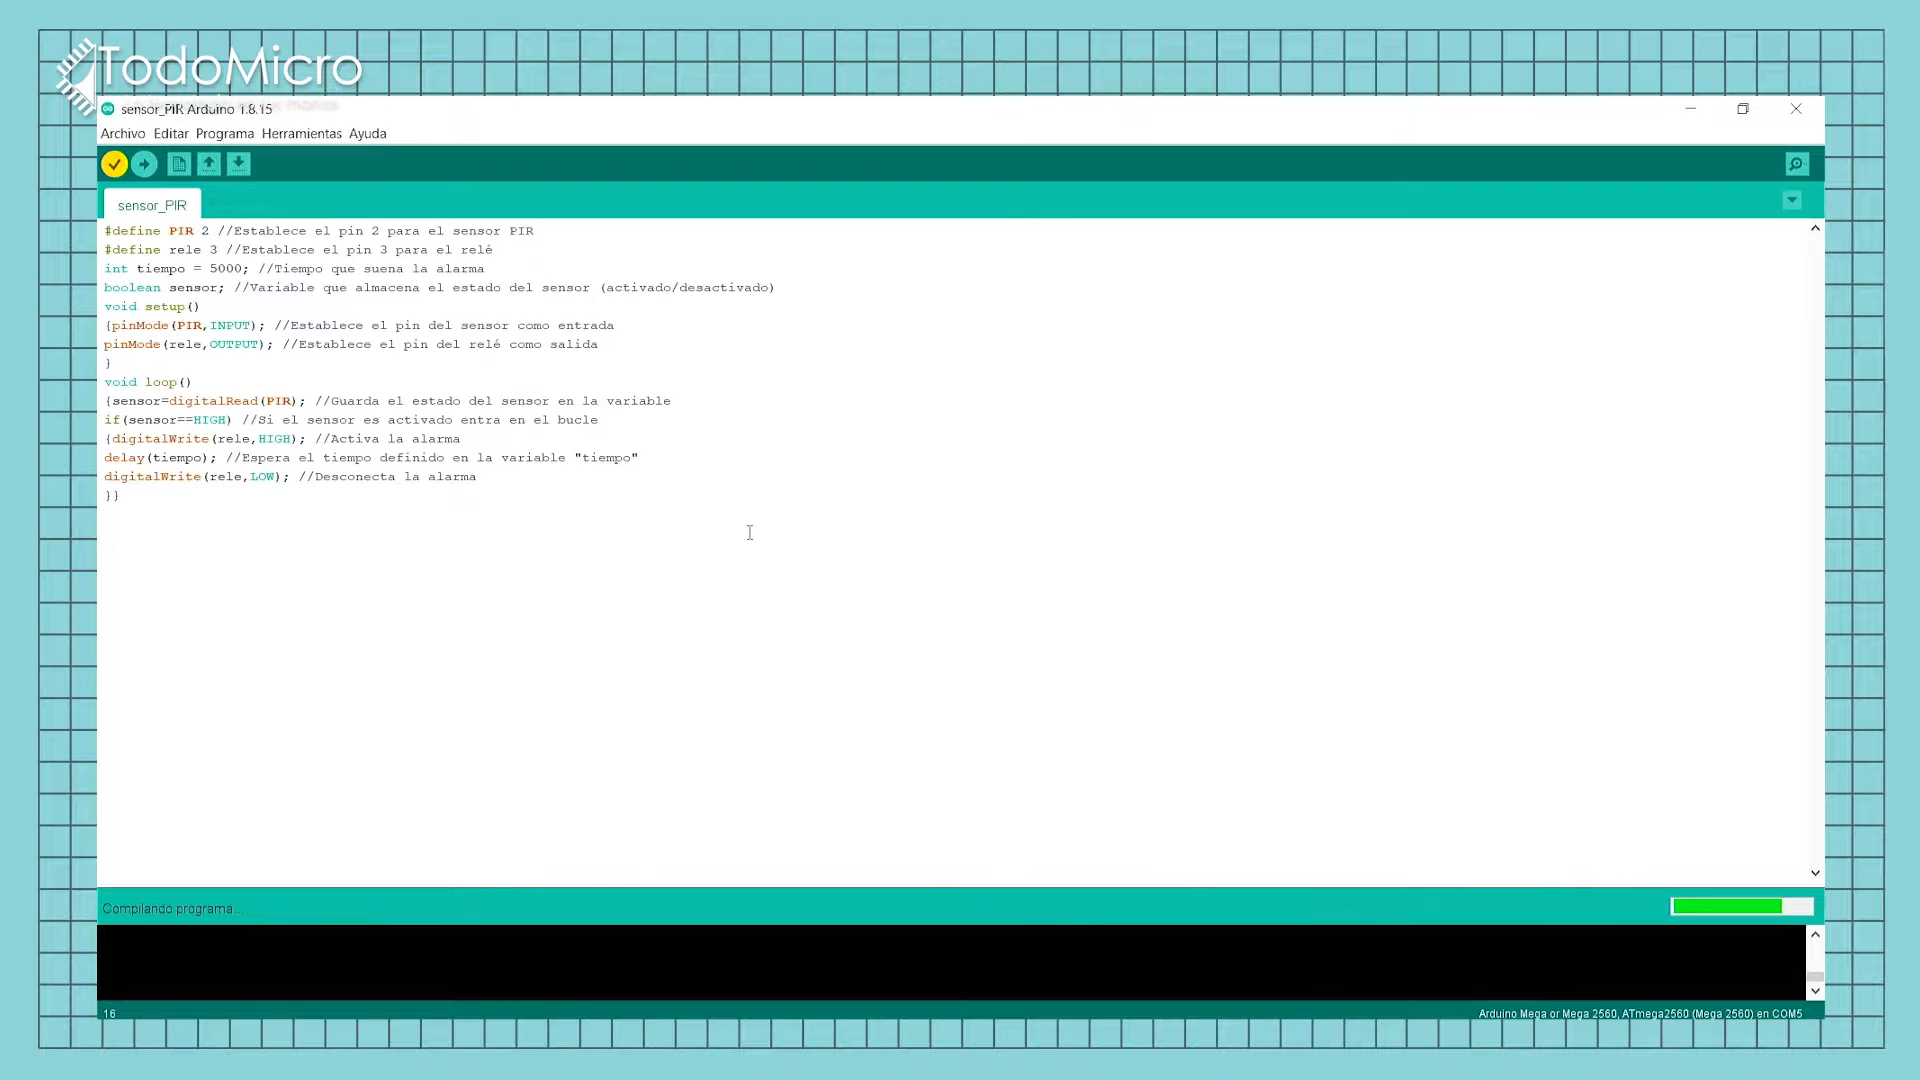 TodoMicro
sensor_PIR Arduino 1.8.15
Archivo Editar Programa Herramientas Ayuda
sensor_PIR
#define PIR 2 //Establece el pin 2 para el sensor PIR
#define rele 3 //Establece el pin 3 para el relé
int tiempo = 5000; //Tiempo que suena la alarma
boolean sensor; //Variable que almacena el estado del sensor (activado/desactivado)
void setup()
{pinMode(PIR,INPUT); //Establece el pin del sensor como entrada
pinMode(rele,OUTPUT); //Establece el pin del relé como salida
}
void loop()
{sensor=digitalRead(PIR); //Guarda el estado del sensor en la variable
if(sensor==HIGH) //Si el sensor es activado entra en el bucle
{digitalWrite(rele,HIGH); //Activa la alarma
delay(tiempo); //Espera el tiempo definido en la variable "tiempo"
digitalWrite(rele,LOW); //Desconecta la alarma
}}
Compilando programa...
16
Arduino Mega or Mega 2560, ATmega2560 (Mega 2560) en COM5